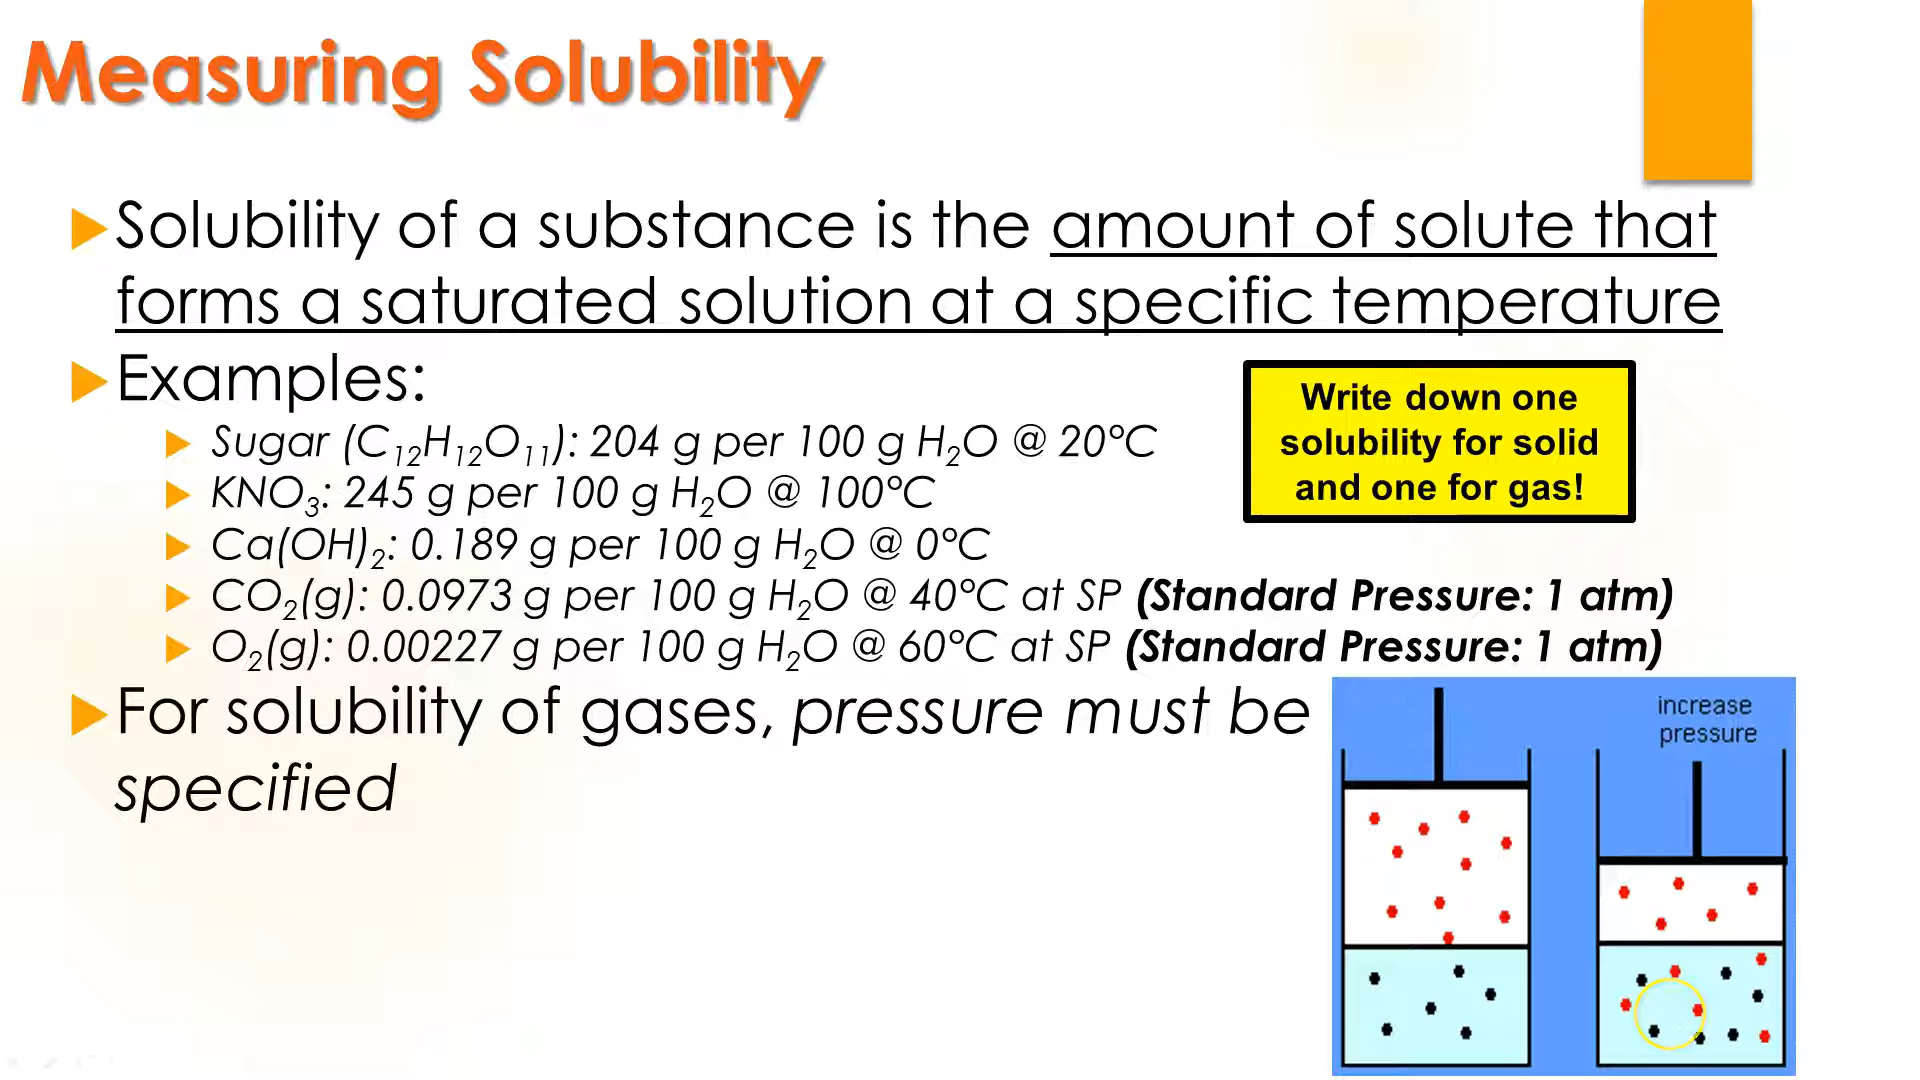 Measuring Solubility
Solubility of a substance is the amount of solute that
forms a saturated solution at a specific temperature
Examples:
Sugar (C₁₂H₁₂O₁₁): 204 g per 100 g H₂O @ 20°C
KNO₃: 245 g per 100 g H₂O @ 100°C
Ca(OH)₂: 0.189 g per 100 g H₂O @ 0°C
CO₂(g): 0.0973 g per 100 g H₂O @ 40°C at SP (Standard Pressure: 1 atm)
O₂(g): 0.00227 g per 100 g H₂O @ 60°C at SP (Standard Pressure: 1 atm)
Write down one
solubility for solid
and one for gas!
For solubility of gases, pressure must be
specified
increase
pressure